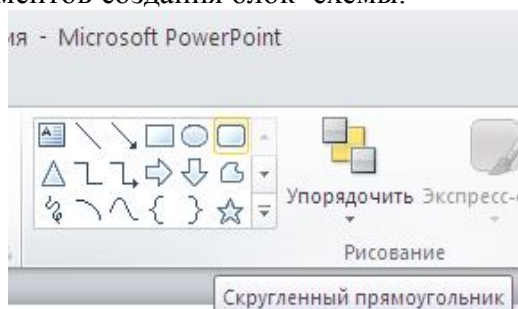 ментов создания блок–схемы.
ия - Microsoft PowerPoint
Упорядочить Экспресс-
Рисование
Скругленный прямоугольник